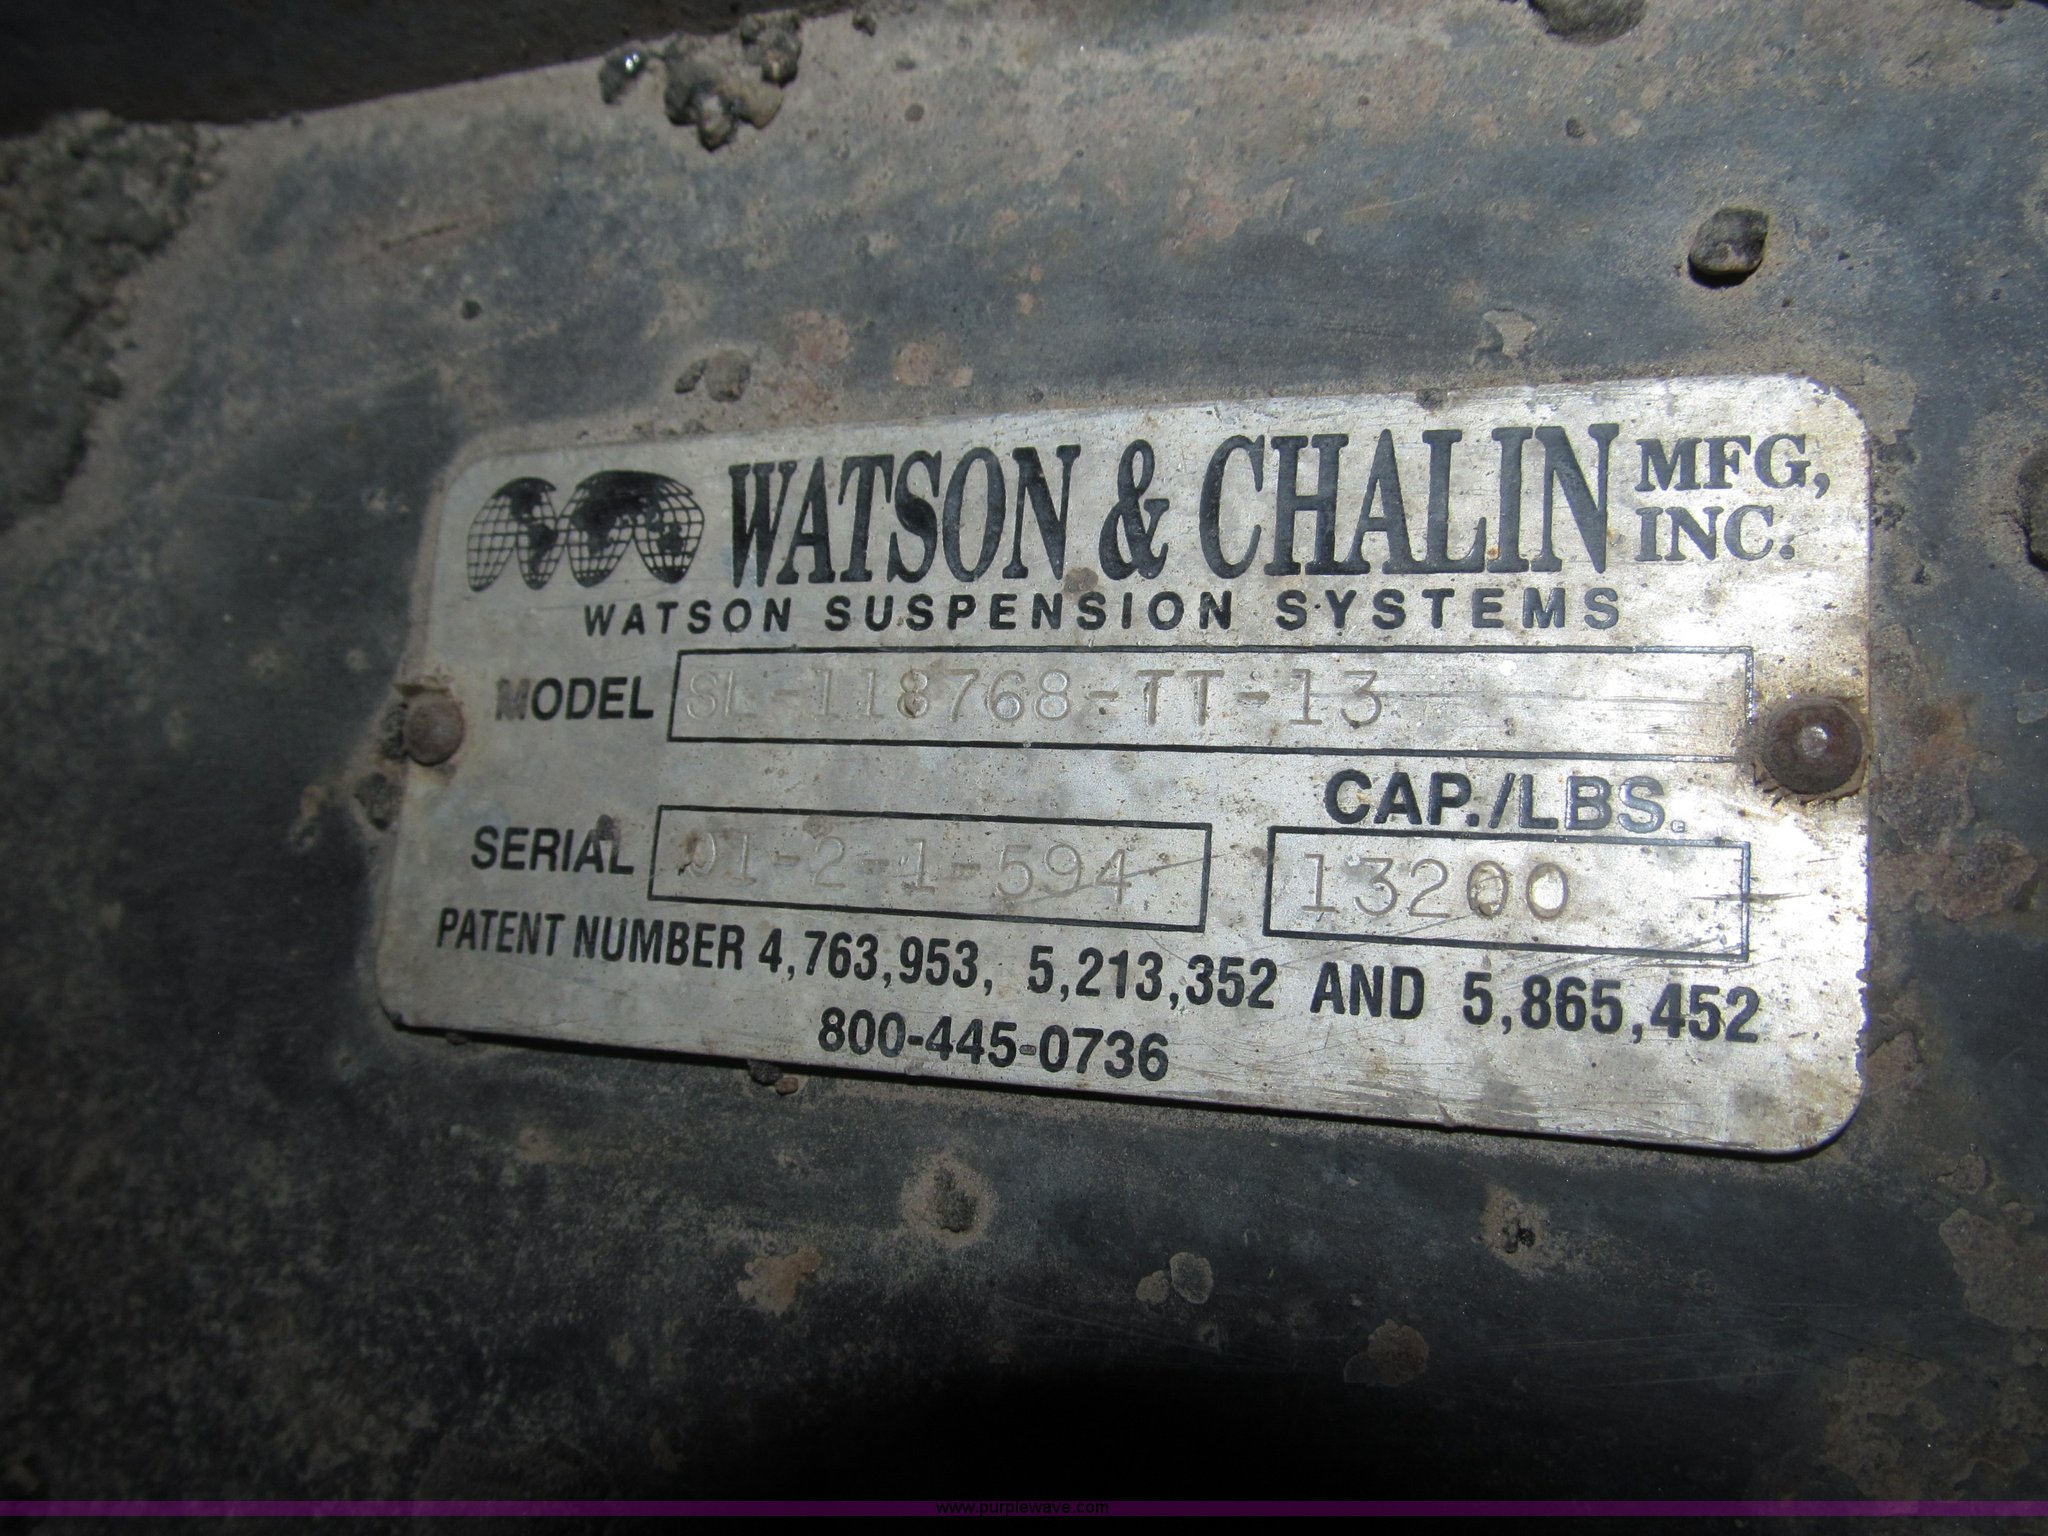 WATSON & CHALIN MFG, INC.
WATSON SUSPENSION SYSTEMS
MODEL SL-118768-TT-13
CAP./LBS.
SERIAL 01-2-1-594 13200
PATENT NUMBER 4,763,953, 5,213,352 AND 5,865,452
800-445-0736
www.purplewave.com